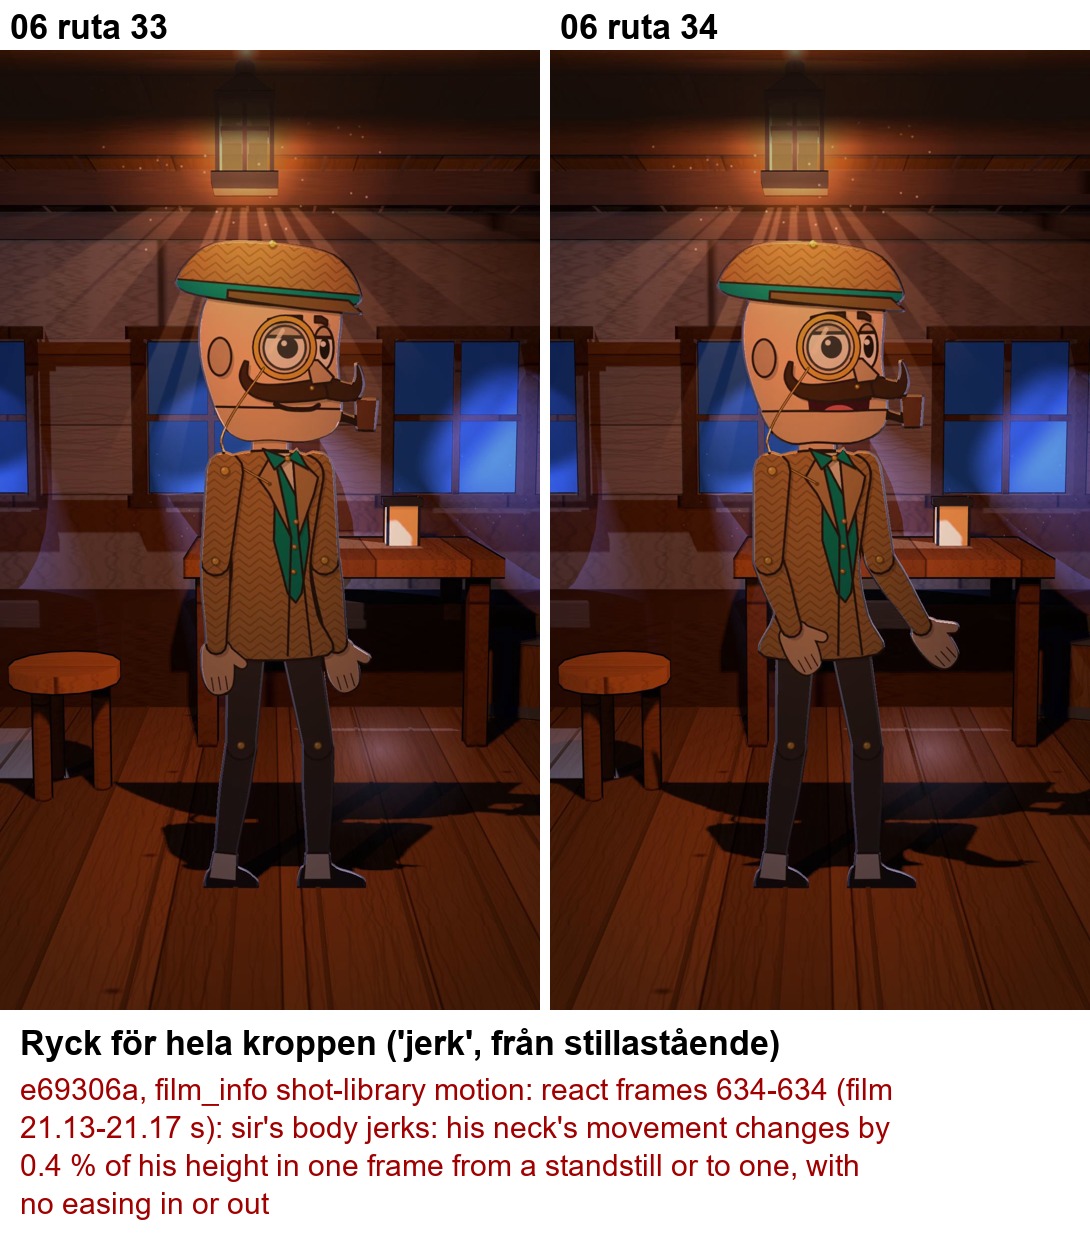 06 ruta 33
06 ruta 34
Ryck för hela kroppen ('jerk', från stillastående)
e69306a, film_info shot-library motion: react frames 634-634 (film
21.13-21.17 s): sir's body jerks: his neck's movement changes by
0.4 % of his height in one frame from a standstill or to one, with
no easing in or out